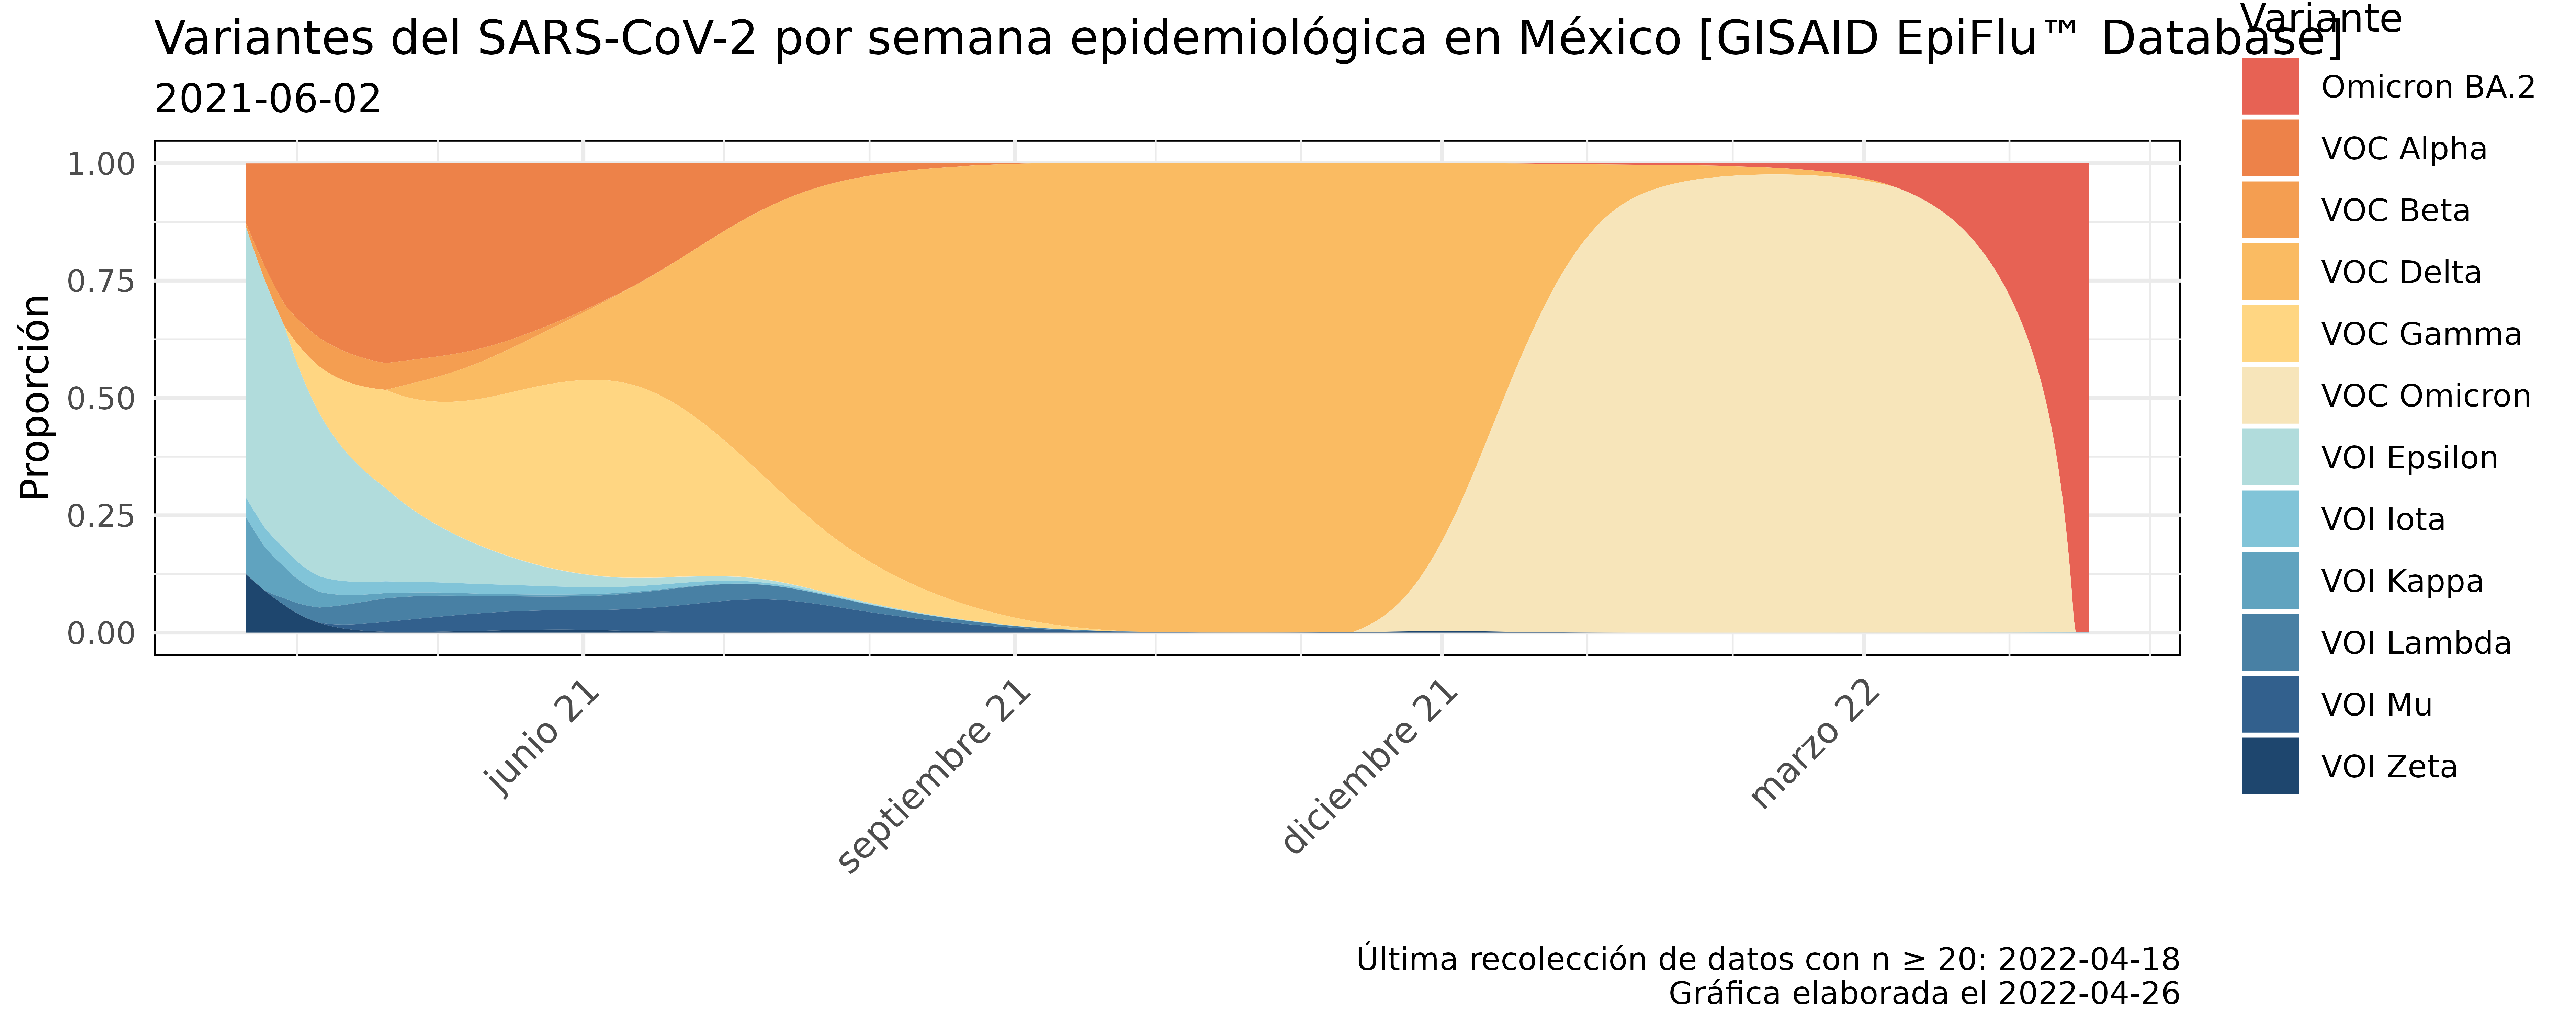 Variantes del SARS-CoV-2 por semana epidemiológica en México [GISAID EpiFlu™ Database]
2021-06-02
Proporción
1.00
0.75
0.50
0.25
0.00
junio 21
septiembre 21
diciembre 21
marzo 22
Variante
Omicron BA.2
VOC Alpha
VOC Beta
VOC Delta
VOC Gamma
VOC Omicron
VOI Epsilon
VOI Iota
VOI Kappa
VOI Lambda
VOI Mu
VOI Zeta
Última recolección de datos con n ≥ 20: 2022-04-18
Gráfica elaborada el 2022-04-26